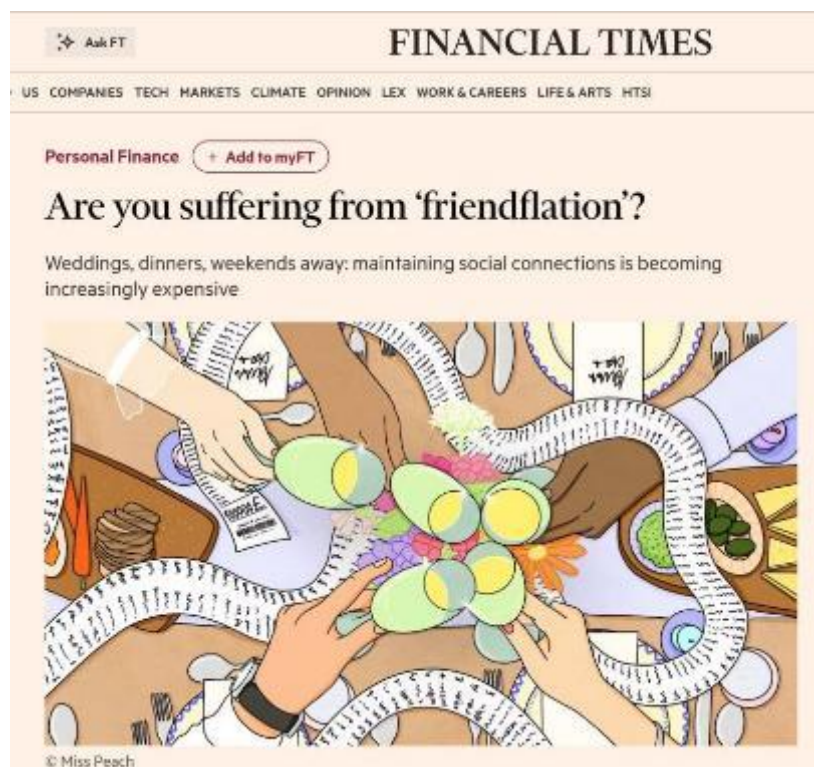 Ask FT
FINANCIAL TIMES
US COMPANIES TECH MARKETS CLIMATE OPINION LEX WORK & CAREERS LIFE & ARTS HTSI
Personal Finance + Add to myFT
Are you suffering from ‘friendflation’?
Weddings, dinners, weekends away: maintaining social connections is becoming
increasingly expensive
© Miss Peach